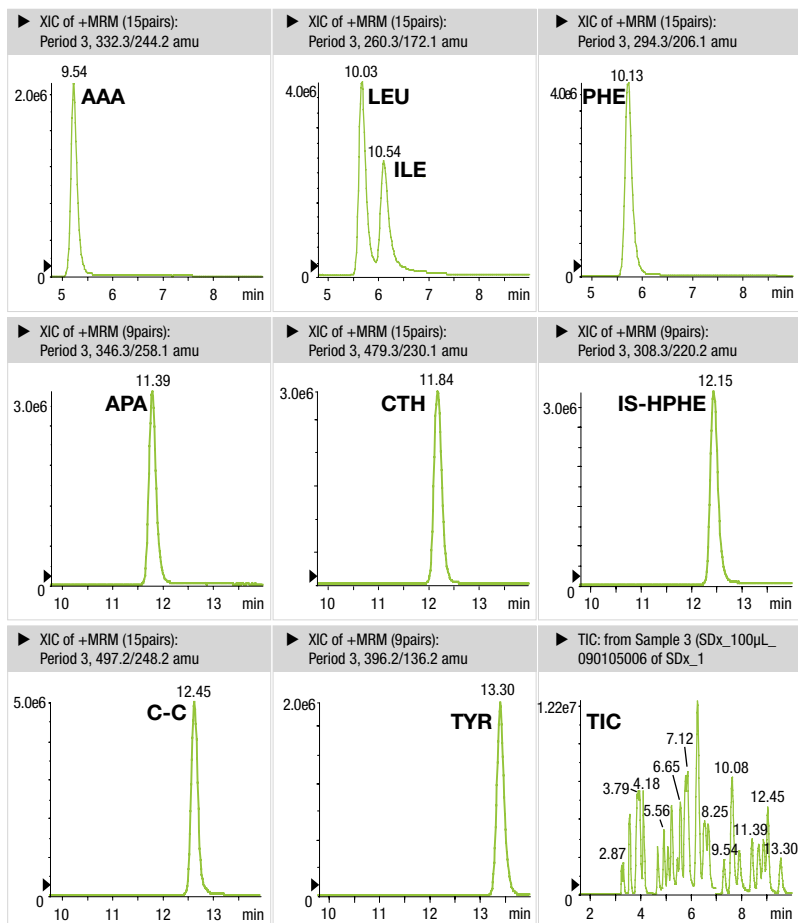 ▶ XIC of +MRM (15pairs):
Period 3, 332.3/244.2 amu
9.54
2.0e6
AAA
0
5 6 7 8 min
▶ XIC of +MRM (15pairs):
Period 3, 260.3/172.1 amu
10.03
4.0e6
LEU
10.54
ILE
0
5 6 7 8 min
▶ XIC of +MRM (15pairs):
Period 3, 294.3/206.1 amu
10.13
4.0e6
PHE
0
5 6 7 8 min
▶ XIC of +MRM (9pairs):
Period 3, 346.3/258.1 amu
11.39
3.0e6
APA
0
10 11 12 13 min
▶ XIC of +MRM (15pairs):
Period 3, 479.3/230.1 amu
11.84
3.0e6
CTH
0
10 11 12 13 min
▶ XIC of +MRM (9pairs):
Period 3, 308.3/220.2 amu
12.15
3.0e6
IS-HPHE
0
10 11 12 13 min
▶ XIC of +MRM (15pairs):
Period 3, 497.2/248.2 amu
12.45
5.0e6
C-C
0
10 11 12 13 min
▶ XIC of +MRM (9pairs):
Period 3, 396.2/136.2 amu
13.30
2.0e6
TYR
0
10 11 12 13 min
▶ TIC: from Sample 3 (SDx_100µL_
090105006 of SDx_1
1.22e7
TIC
7.12
6.65
10.08
3.79 4.18
12.45
5.56
8.25
11.39
2.87
9.54
13.30
0
2 4 6 8 min